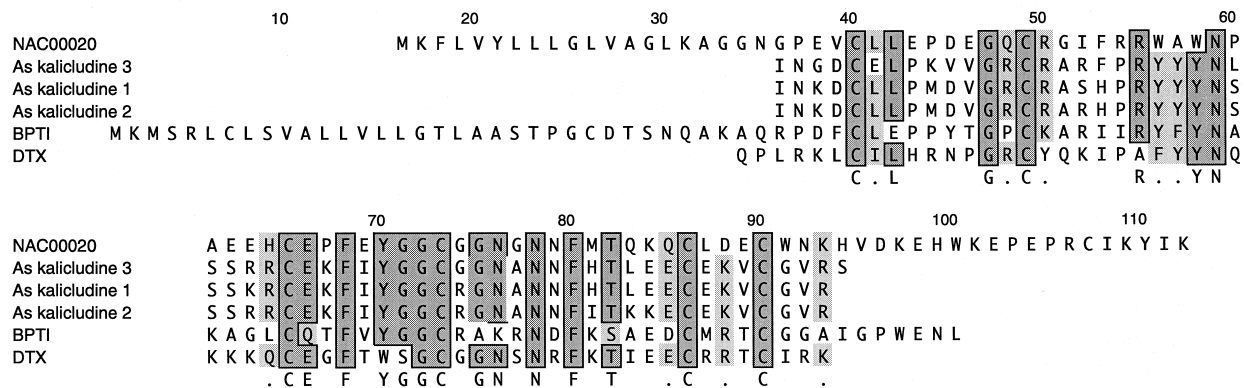 10 20 30 40 50 60
NAC00020 M K F L V Y L L L G L V A G L K A G G N G P E V C L L E P D E G Q C R G I F R R W A W N P
As kalicludine 3 I N G D C E L P K V V G R C R A R F P R Y Y Y N L
As kalicludine 1 I N K D C L L P M D V G R C R A S H P R Y Y Y N S
As kalicludine 2 I N K D C L L P M D V G R C R A R H P R Y Y Y N S
BPTI M K M S R L C L S V A L L V L L G T L A A S T P G C D T S N Q A K A Q R P D F C L E P P Y T G P C K A R I I R Y F Y N A
DTX Q P L R K L C I L H R N P G R C Y Q K I P A F Y Y N Q
C . L G . C . R . . Y N
70 80 90 100 110
NAC00020 A E E H C E P F E Y G G C G G N G N N F M T Q K Q C L D E C W N K H V D K E H W K E P E P R C I K Y I K
As kalicludine 3 S S R R C E K F I Y G G C G G N A N N F H T L E E C E K V C G V R S
As kalicludine 1 S S K R C E K F I Y G G C R G N A N N F H T L E E C E K V C G V R
As kalicludine 2 S S R R C E K F I Y G G C R G N A N N F I T K K E C E K V C G V R
BPTI K A G L C Q T F V Y G G C R A K R N D F K S A E D C M R T C G G A I G P W E N L
DTX K K K Q C E G F T W S G C G G N S N R F K T I E E C R R T C I R K
. C E F Y G G C G N N F T . C . C .